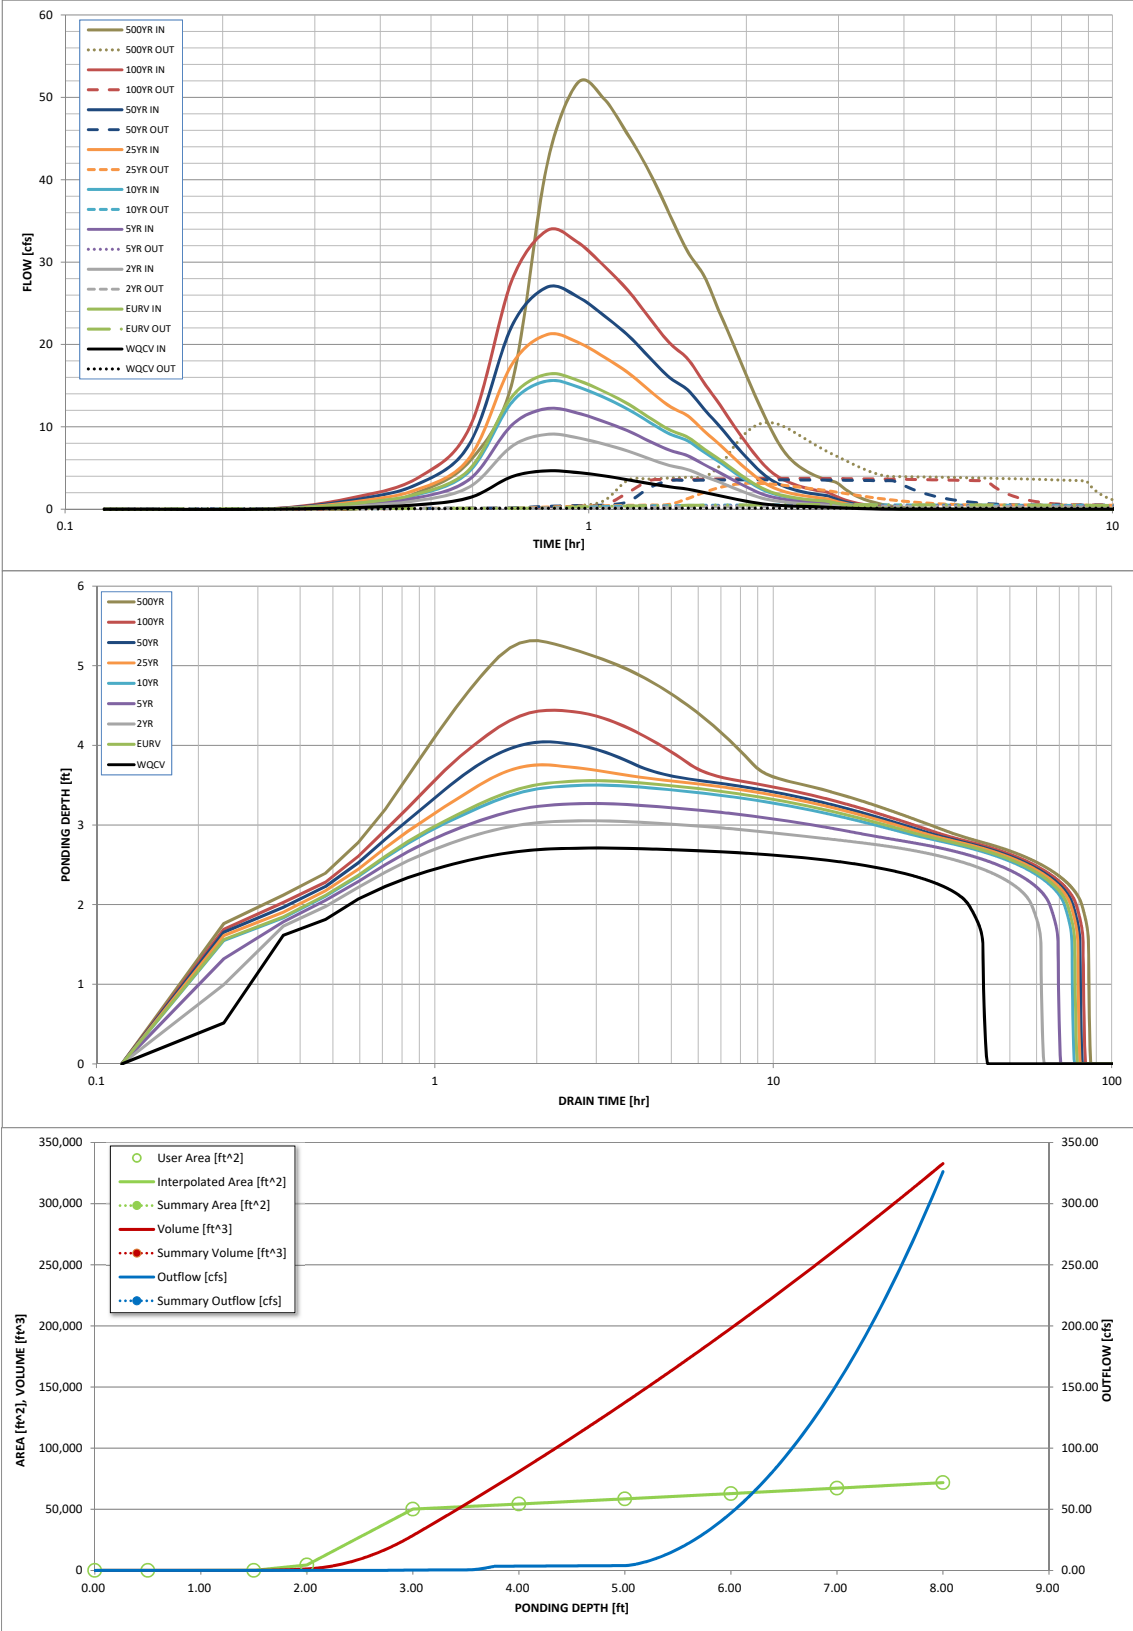 60
50
40
30
20
10
0
FLOW [cfs]
500YR IN
500YR OUT
100YR IN
100YR OUT
50YR IN
50YR OUT
25YR IN
25YR OUT
10YR IN
10YR OUT
5YR IN
5YR OUT
2YR IN
2YR OUT
EURV IN
EURV OUT
WQCV IN
WQCV OUT
0.1 1 10
TIME [hr]
6
5
4
3
2
1
0
PONDING DEPTH [ft]
500YR
100YR
50YR
25YR
10YR
5YR
2YR
EURV
WQCV
0.1 1 10 100
DRAIN TIME [hr]
350,000
300,000
250,000
200,000
150,000
100,000
50,000
0
AREA [ft^2], VOLUME [ft^3]
User Area [ft^2]
Interpolated Area [ft^2]
Summary Area [ft^2]
Volume [ft^3]
Summary Volume [ft^3]
Outflow [cfs]
Summary Outflow [cfs]
350.00
300.00
250.00
200.00
150.00
100.00
50.00
0.00
OUTFLOW [cfs]
0.00 1.00 2.00 3.00 4.00 5.00 6.00 7.00 8.00 9.00
PONDING DEPTH [ft]